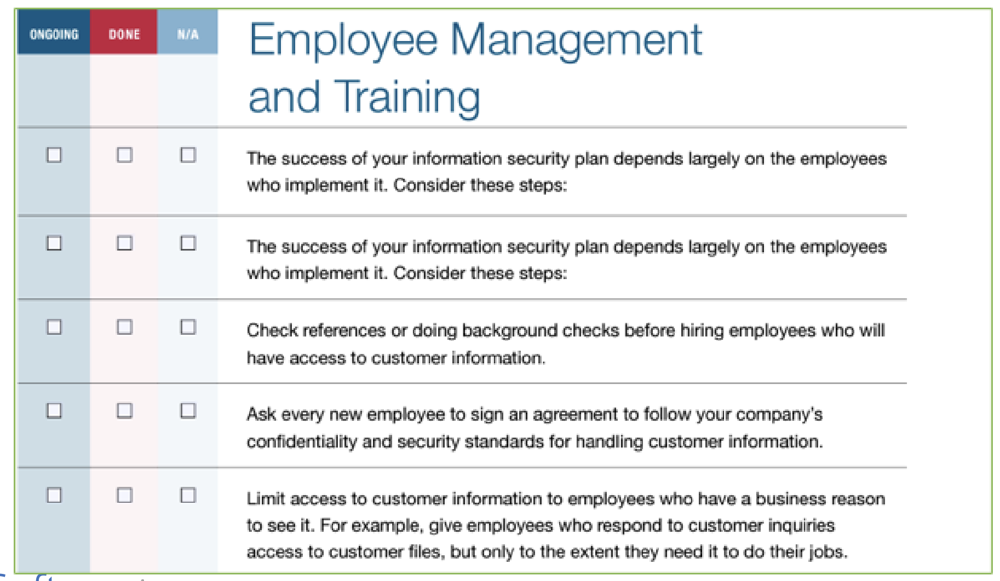 ONGOING DONE N/A
Employee Management
and Training
The success of your information security plan depends largely on the employees
who implement it. Consider these steps:
The success of your information security plan depends largely on the employees
who implement it. Consider these steps:
Check references or doing background checks before hiring employees who will
have access to customer information.
Ask every new employee to sign an agreement to follow your company's
confidentiality and security standards for handling customer information.
Limit access to customer information to employees who have a business reason
to see it. For example, give employees who respond to customer inquiries
access to customer files, but only to the extent they need it to do their jobs.